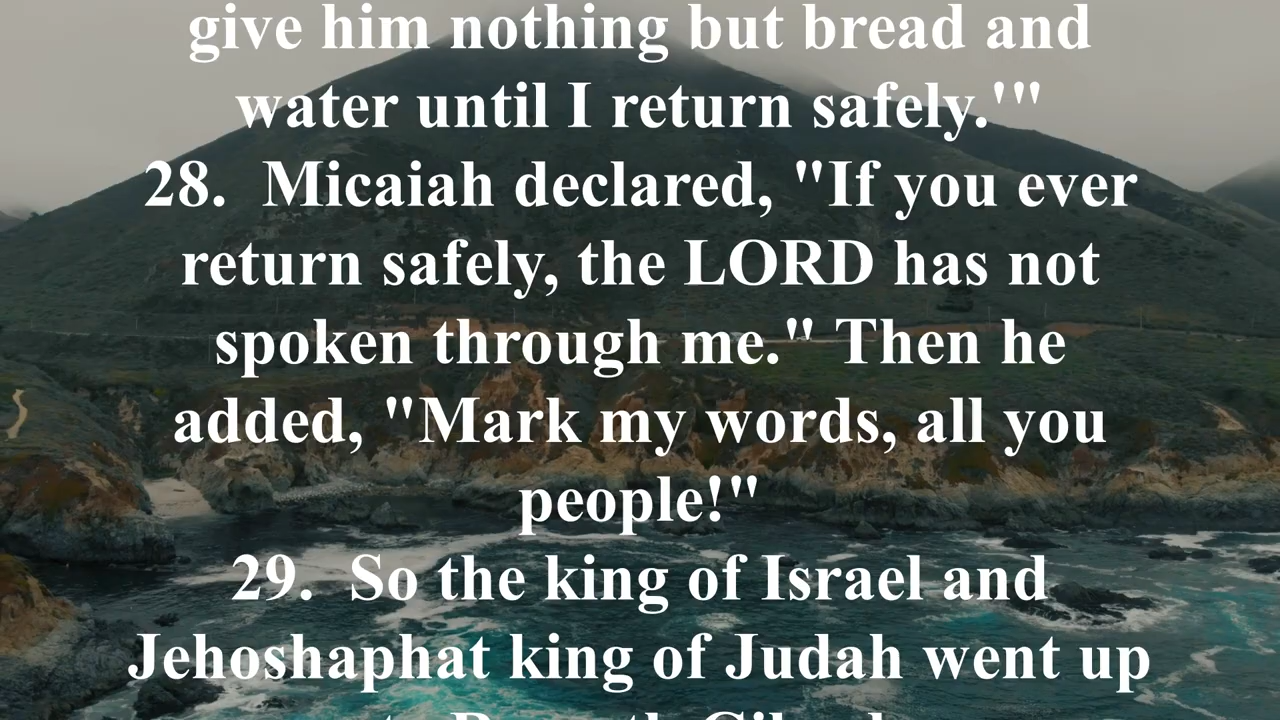 give him nothing but bread and
water until I return safely.'"
28.  Micaiah declared, "If you ever
return safely, the LORD has not
spoken through me." Then he
added, "Mark my words, all you
people!"
29.  So the king of Israel and
Jehoshaphat king of Judah went up